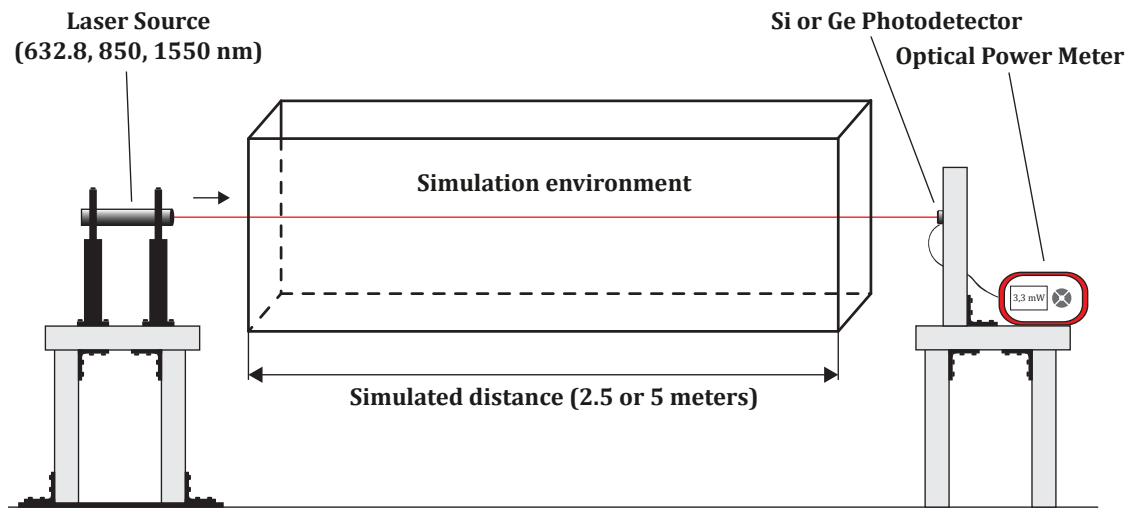 Laser Source
(632.8, 850, 1550 nm)
Si or Ge Photodetector
Optical Power Meter
Simulation environment
3,3 mW
Simulated distance (2.5 or 5 meters)